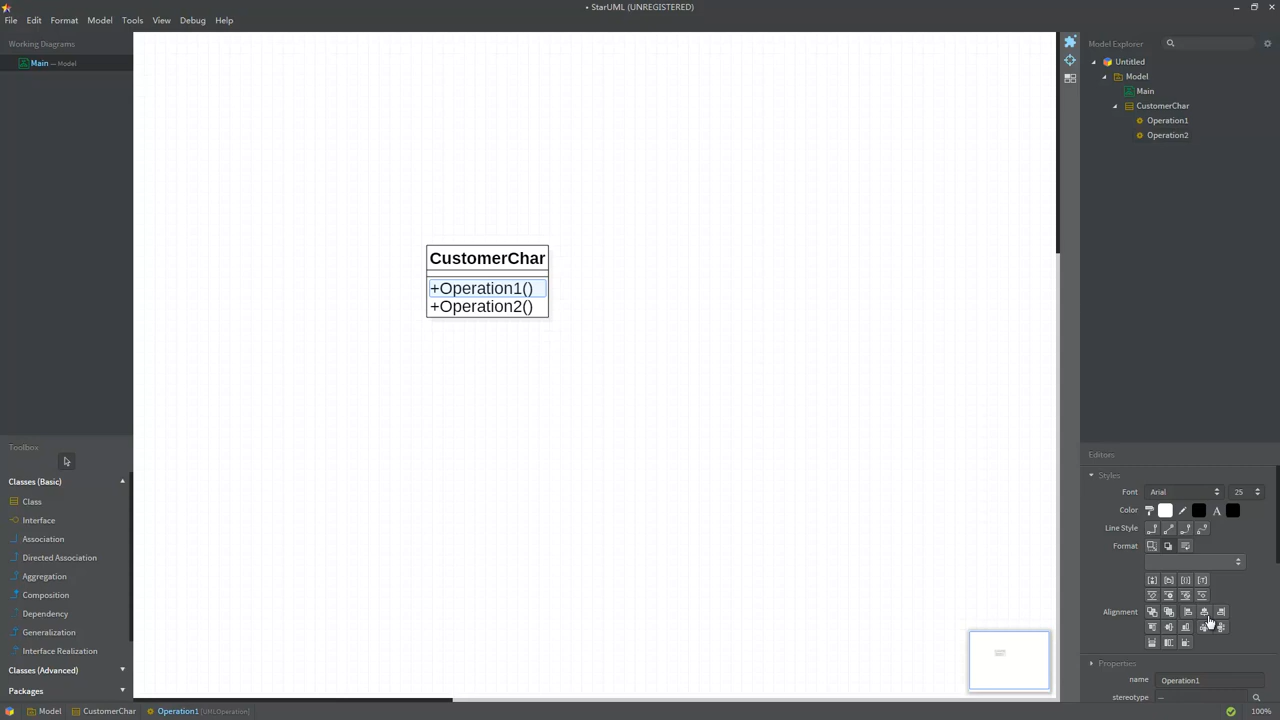 • StarUML (UNREGISTERED)
File Edit Format Model Tools View Debug Help
Working Diagrams
Main — Model
Toolbox
Classes (Basic)
Class
Interface
Association
Directed Association
Aggregation
Composition
Dependency
Generalization
Interface Realization
Classes (Advanced)
Packages
CustomerChar
+Operation1()
+Operation2()
Model Explorer
Untitled
Model
Main
CustomerChar
Operation1
Operation2
Editors
Styles
Font Arial 25
Color A
Line Style
Format
Alignment
Properties
name Operation1
stereotype —
Model CustomerChar Operation1 [UMLOperation] 100%